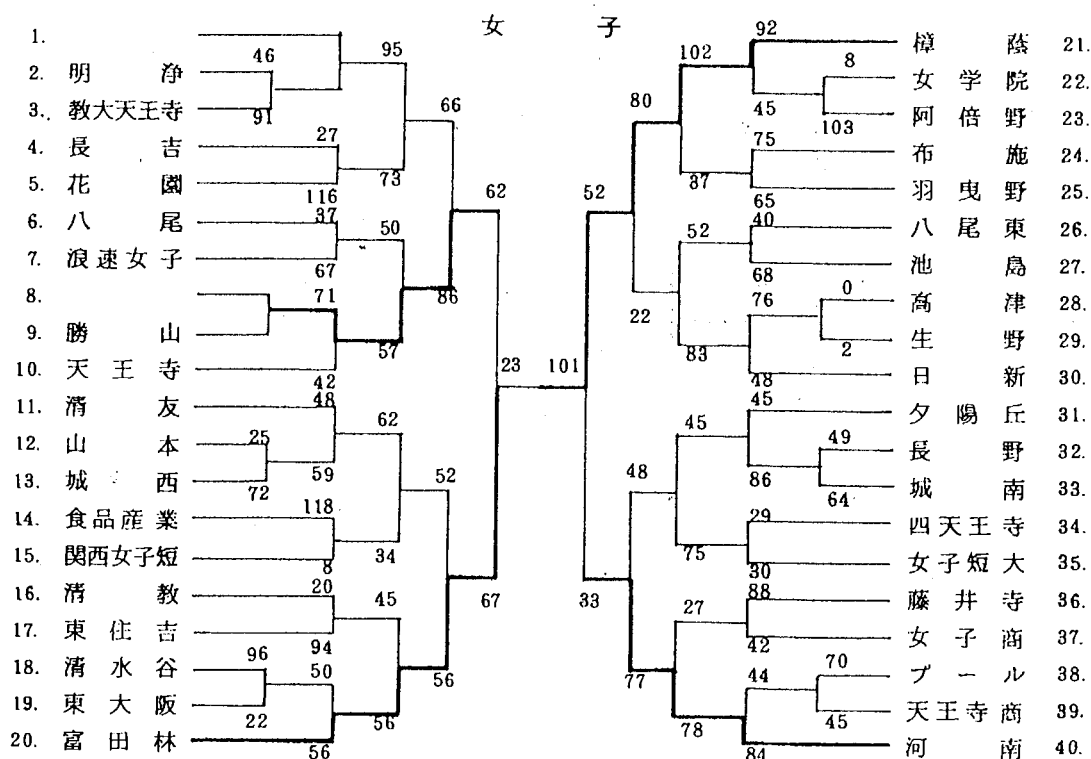 女子
1.
2. 明浄
3. 教大天王寺
4. 長吉
5. 花園
6. 八尾
7. 浪速女子
8.
9. 勝山
10. 天王寺
11. 清友
12. 山本
13. 城西
14. 食品産業
15. 関西女子短
16. 清教
17. 東住吉
18. 清水谷
19. 東大阪
20. 富田林
46
91
27
116
37
67
71
42
48
25
72
59
118
8
20
94
96
22
50
56
95
73
50
57
62
34
45
56
66
86
52
56
62
67
23
101
52
33
80
22
48
77
102
87
52
83
45
75
27
78
92
45
75
65
40
68
76
48
45
86
29
30
88
42
44
84
8
103
0
2
49
64
70
45
樟蔭 21.
女学院 22.
阿倍野 23.
布施 24.
羽曳野 25.
八尾東 26.
池島 27.
高津 28.
生野 29.
日新 30.
夕陽丘 31.
長野 32.
城南 33.
四天王寺 34.
女子短大 35.
藤井寺 36.
女子商 37.
プール 38.
天王寺商 39.
河南 40.